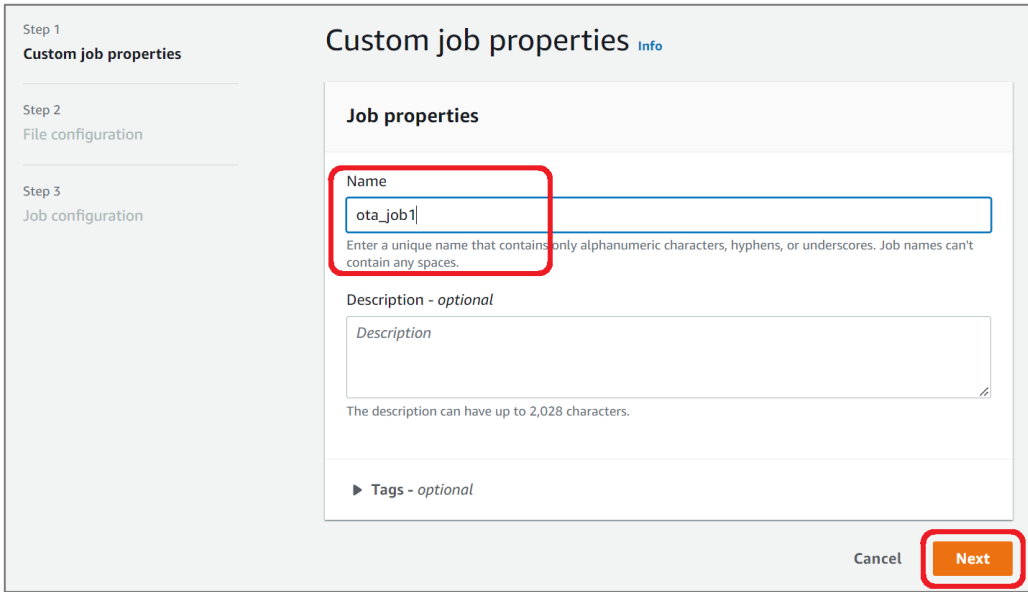 Step 1
Custom job properties
Step 2
File configuration
Step 3
Job configuration
Custom job properties Info
Job properties
Name
ota_job1
Enter a unique name that contains only alphanumeric characters, hyphens, or underscores. Job names can't
contain any spaces.
Description - optional
Description
The description can have up to 2,028 characters.
Tags - optional
Cancel
Next